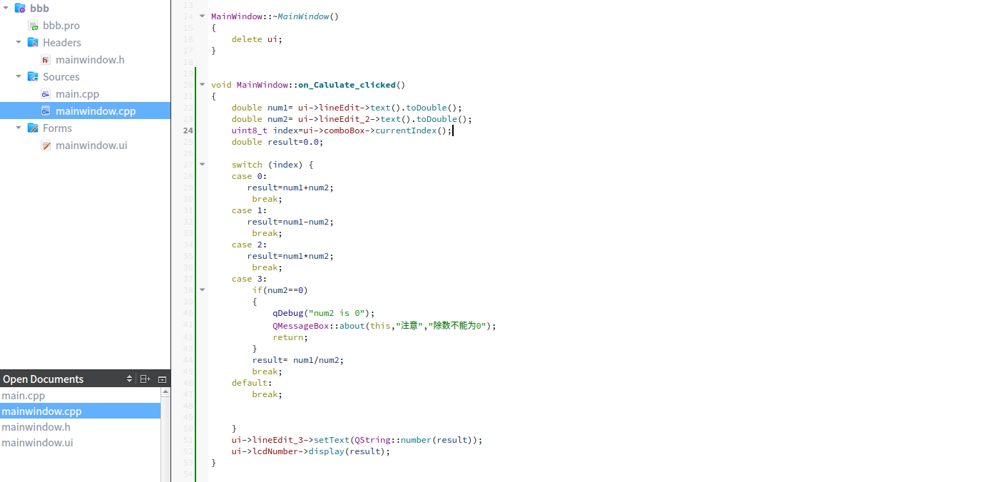 bbb
bbb.pro
Headers
mainwindow.h
Sources
main.cpp
mainwindow.cpp
Forms
mainwindow.ui
Open Documents
main.cpp
mainwindow.cpp
mainwindow.h
mainwindow.ui
13
14 MainWindow::~MainWindow()
15 {
16 delete ui;
17 }
18
19
20 void MainWindow::on_Calulate_clicked()
21 {
22 double num1= ui->lineEdit->text().toDouble();
23 double num2= ui->lineEdit_2->text().toDouble();
24 uint8_t index=ui->comboBox->currentIndex();
25 double result=0.0;
26
27 switch (index) {
28 case 0:
29 result=num1+num2;
30 break;
31 case 1:
32 result=num1-num2;
33 break;
34 case 2:
35 result=num1*num2;
36 break;
37 case 3:
38 if(num2==0)
39 {
40 qDebug("num2 is 0");
41 QMessageBox::about(this,"注意","除数不能为0");
42 return;
43 }
44 result= num1/num2;
45 break;
46 default:
47 break;
48
49
50 }
51 ui->lineEdit_3->setText(QString::number(result));
52 ui->lcdNumber->display(result);
53 }
54